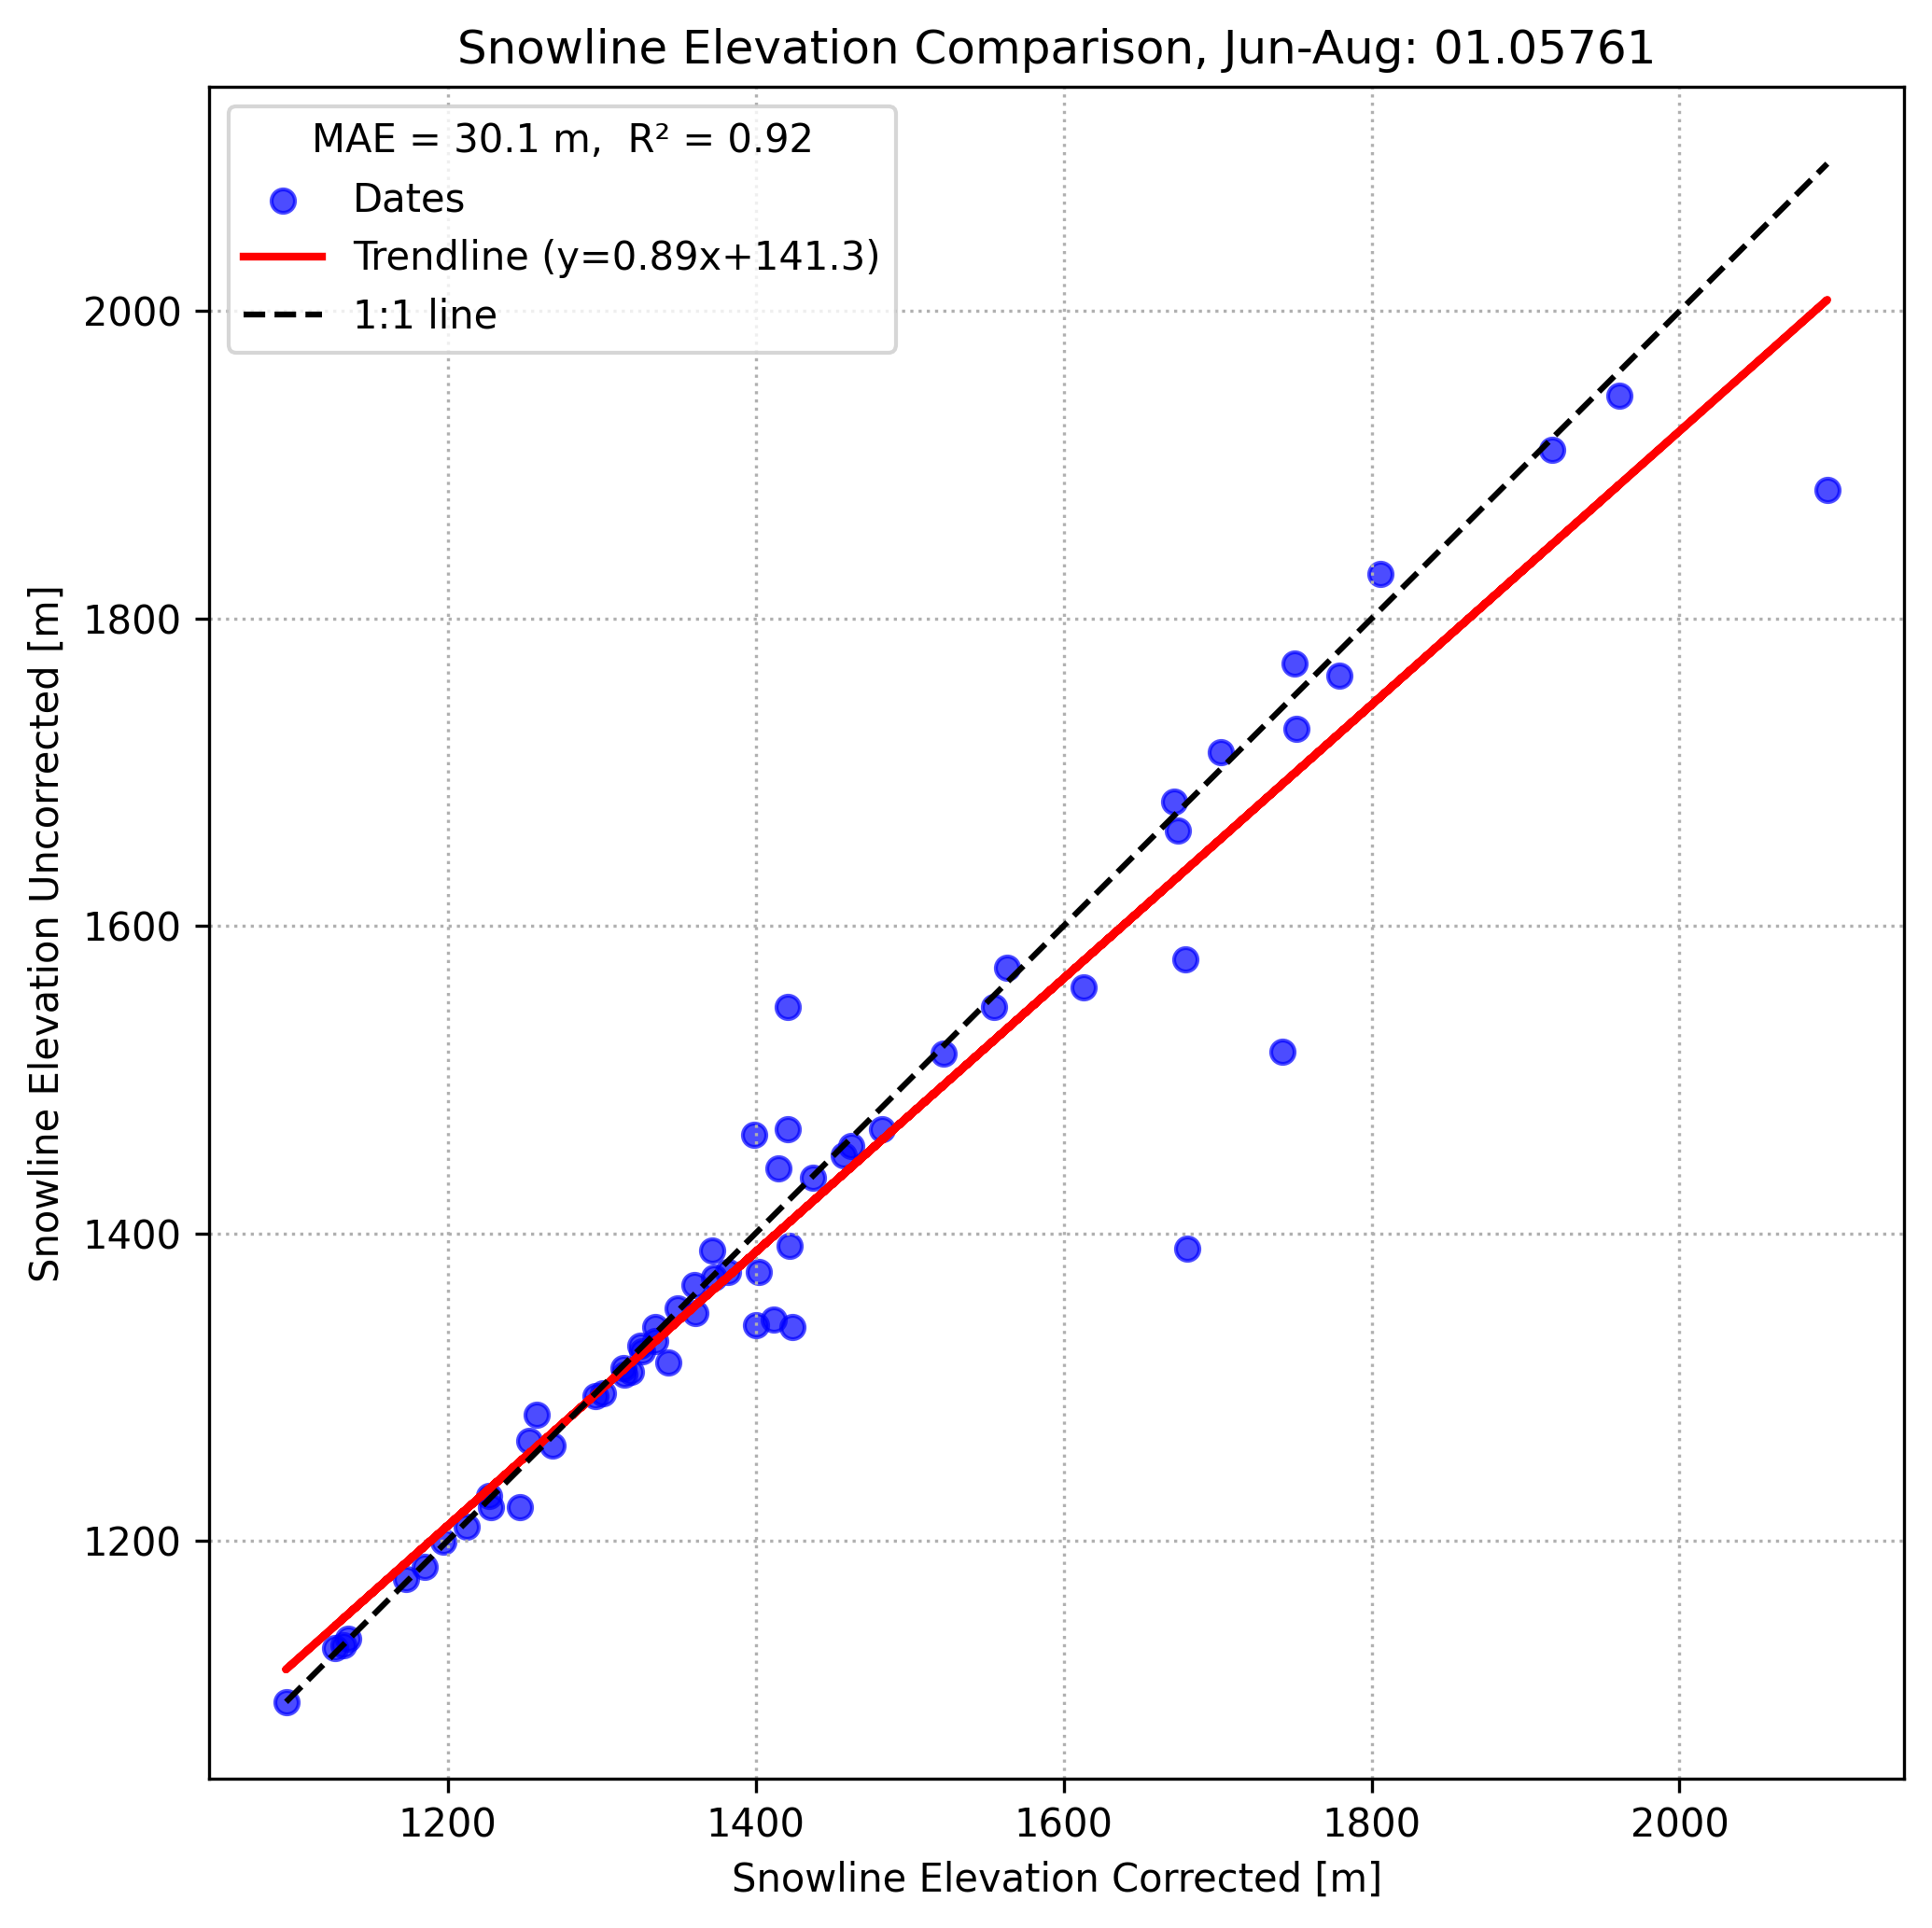 Snowline Elevation Comparison, Jun-Aug: 01.05761
MAE = 30.1 m,  R² = 0.92
Dates
Trendline (y=0.89x+141.3)
1:1 line
Snowline Elevation Uncorrected [m]
2000
1800
1600
1400
1200
1200 1400 1600 1800 2000
Snowline Elevation Corrected [m]